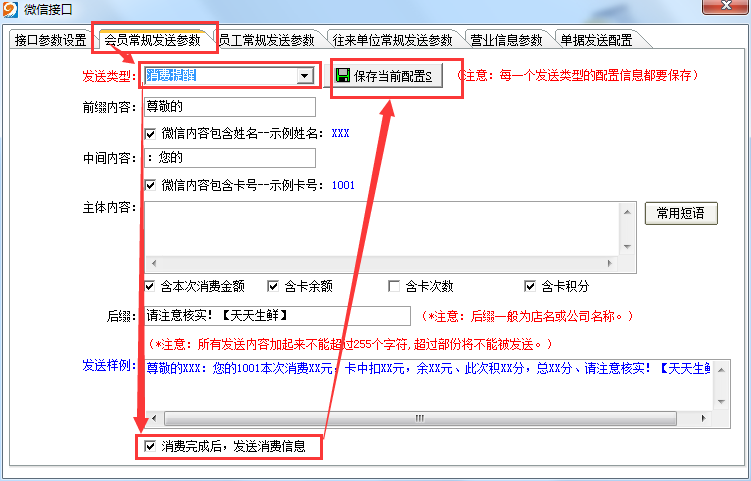 微信接口
接口参数设置 会员常规发送参数 员工常规发送参数 往来单位常规发送参数 营业信息参数 单据发送配置
发送类型: 消费提醒 保存当前配置S (注意: 每一个发送类型的配置信息都要保存)
前缀内容: 尊敬的
微信内容包含姓名--示例姓名: XXX
中间内容: : 您的
微信内容包含卡号--示例卡号: 1001
主体内容: 常用短语
含本次消费金额 含卡余额 含卡次数 含卡积分
后缀: 请注意核实!【天天生鲜】 (*注意: 后缀一般为店名或公司名称。)
(*注意: 所有发送内容加起来不能超过255个字符, 超过部份将不能被发送。)
发送样例: 尊敬的XXX: 您的1001本次消费XX元, 卡中扣XX元, 余XX元、此次积XX分, 总XX分、请注意核实!【天天生鲜
消费完成后, 发送消费信息